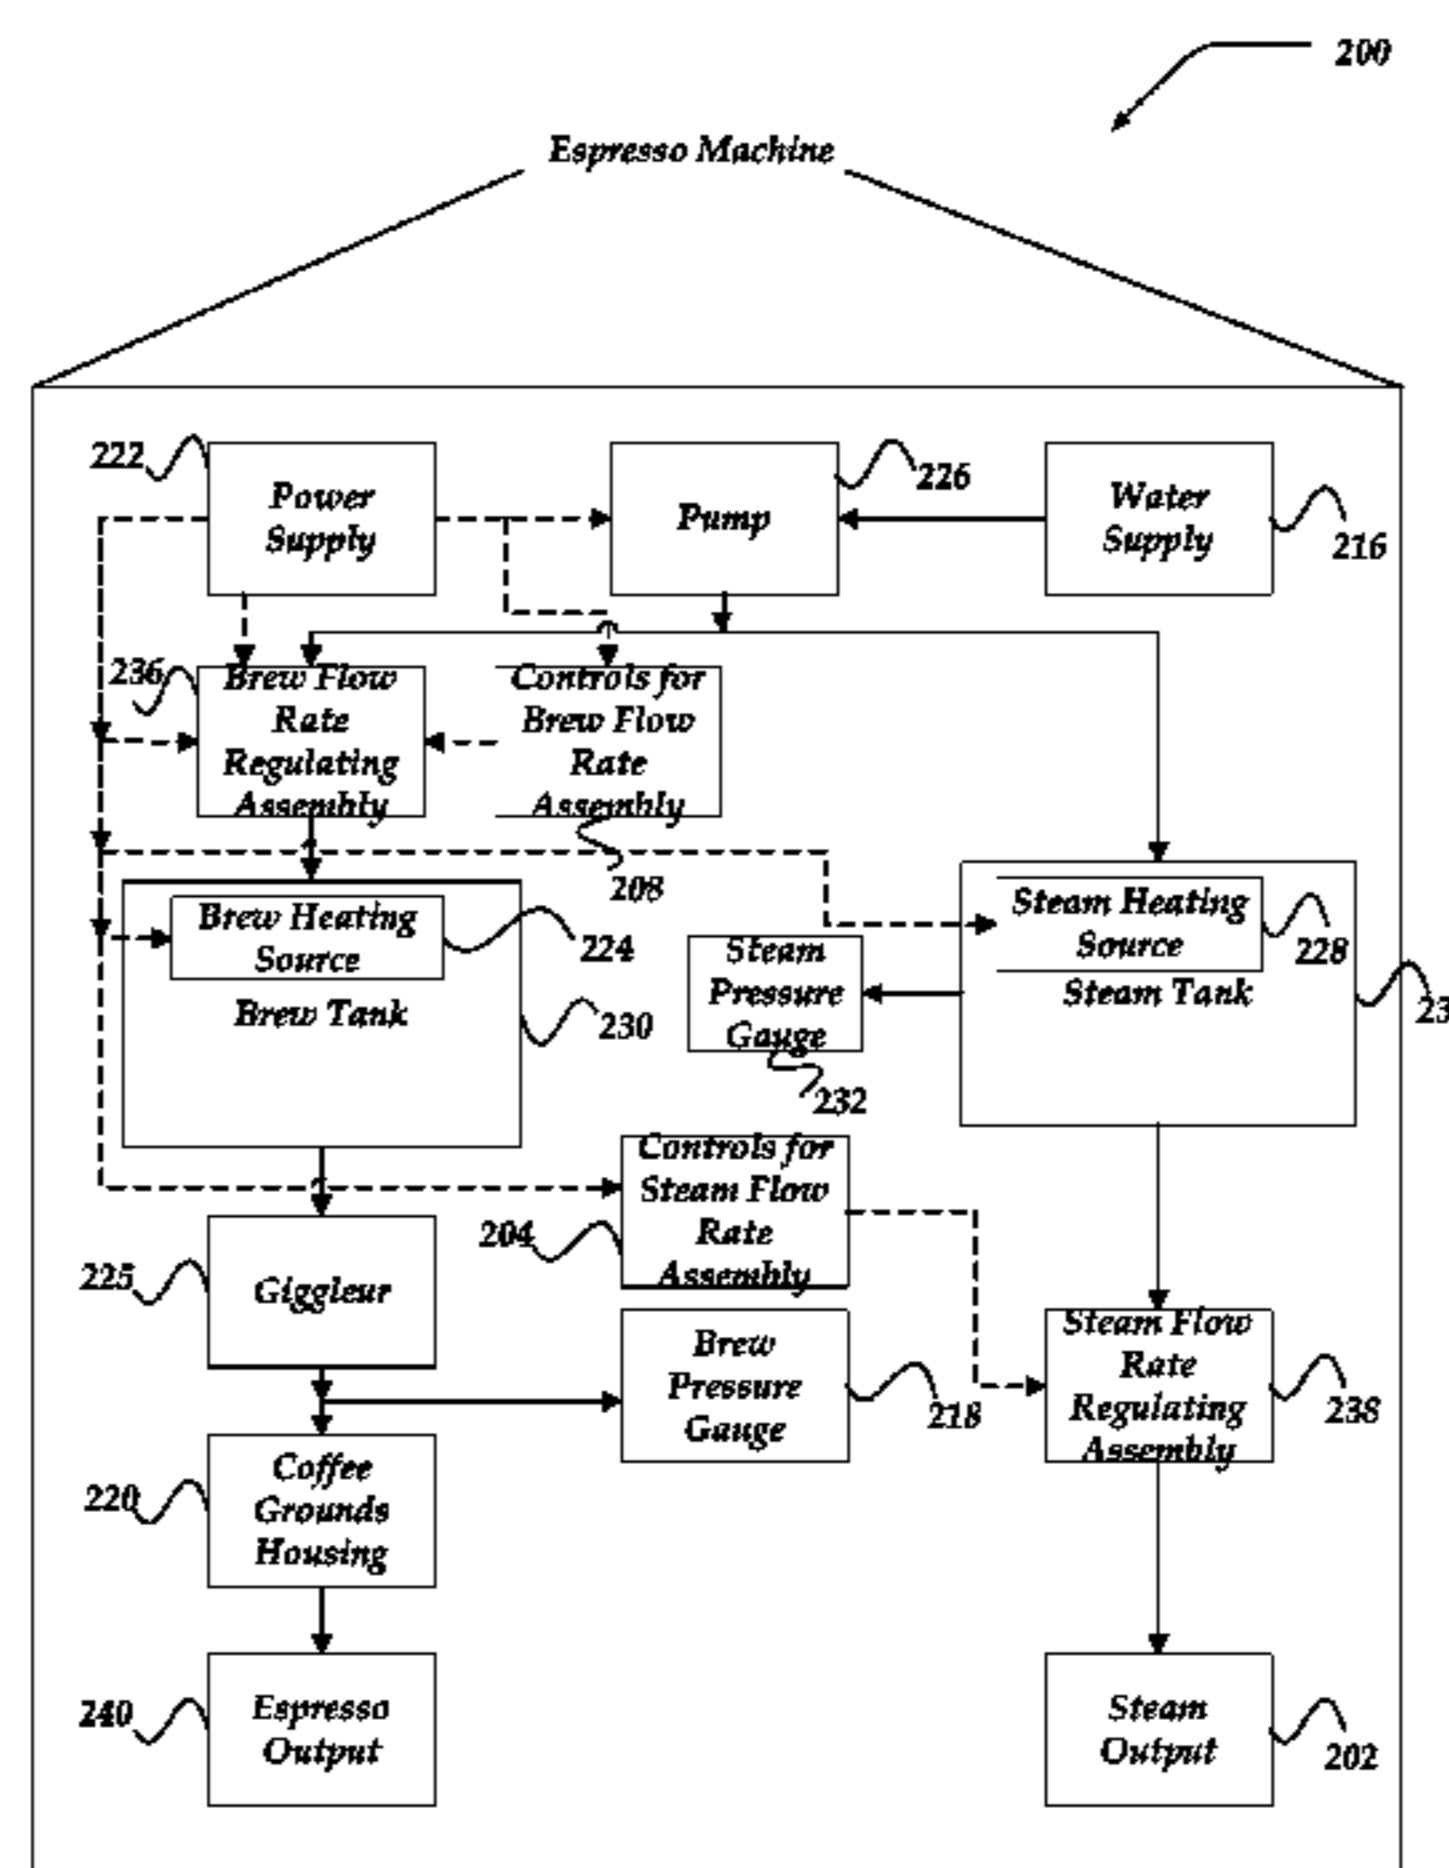 200
Espresso Machine
222
Power
Supply
Pump
226
Water
Supply
216
236
Brew Flow
Rate
Regulating
Assembly
Controls for
Brew Flow
Rate
Assembly
208
Brew Heating
Source
224
Brew Tank
230
Steam
Pressure
Gauge
232
Steam Heating
Source
228
Steam Tank
23
Controls for
Steam Flow
Rate
Assembly
204
225
Giggleur
Brew
Pressure
Gauge
218
Steam Flow
Rate
Regulating
Assembly
238
220
Coffee
Grounds
Housing
240
Espresso
Output
Steam
Output
202